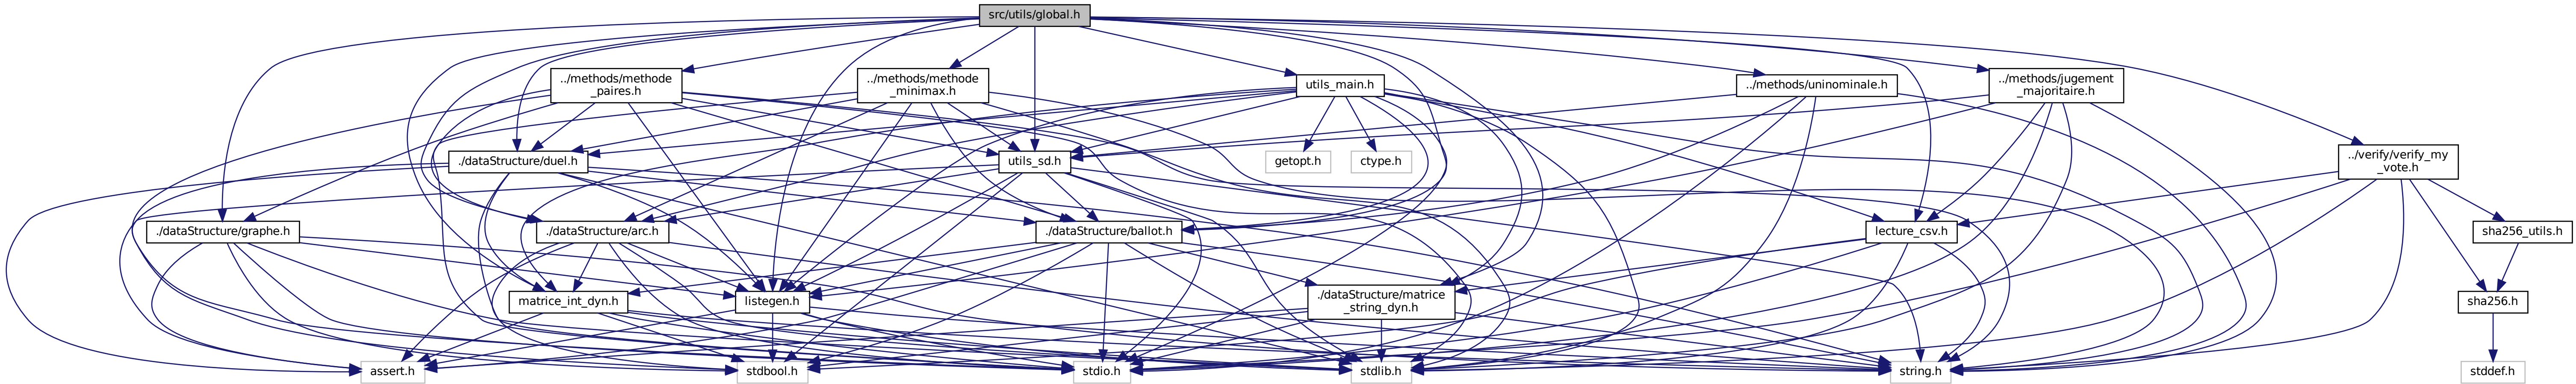 src/utils/global.h
../methods/methode
_paires.h
../methods/methode
_minimax.h
utils_main.h
../methods/uninominale.h
../methods/jugement
_majoritaire.h
./dataStructure/duel.h
utils_sd.h
getopt.h
ctype.h
../verify/verify_my
_vote.h
./dataStructure/graphe.h
./dataStructure/arc.h
./dataStructure/ballot.h
lecture_csv.h
sha256_utils.h
matrice_int_dyn.h
listegen.h
./dataStructure/matrice
_string_dyn.h
sha256.h
assert.h
stdbool.h
stdio.h
stdlib.h
string.h
stddef.h